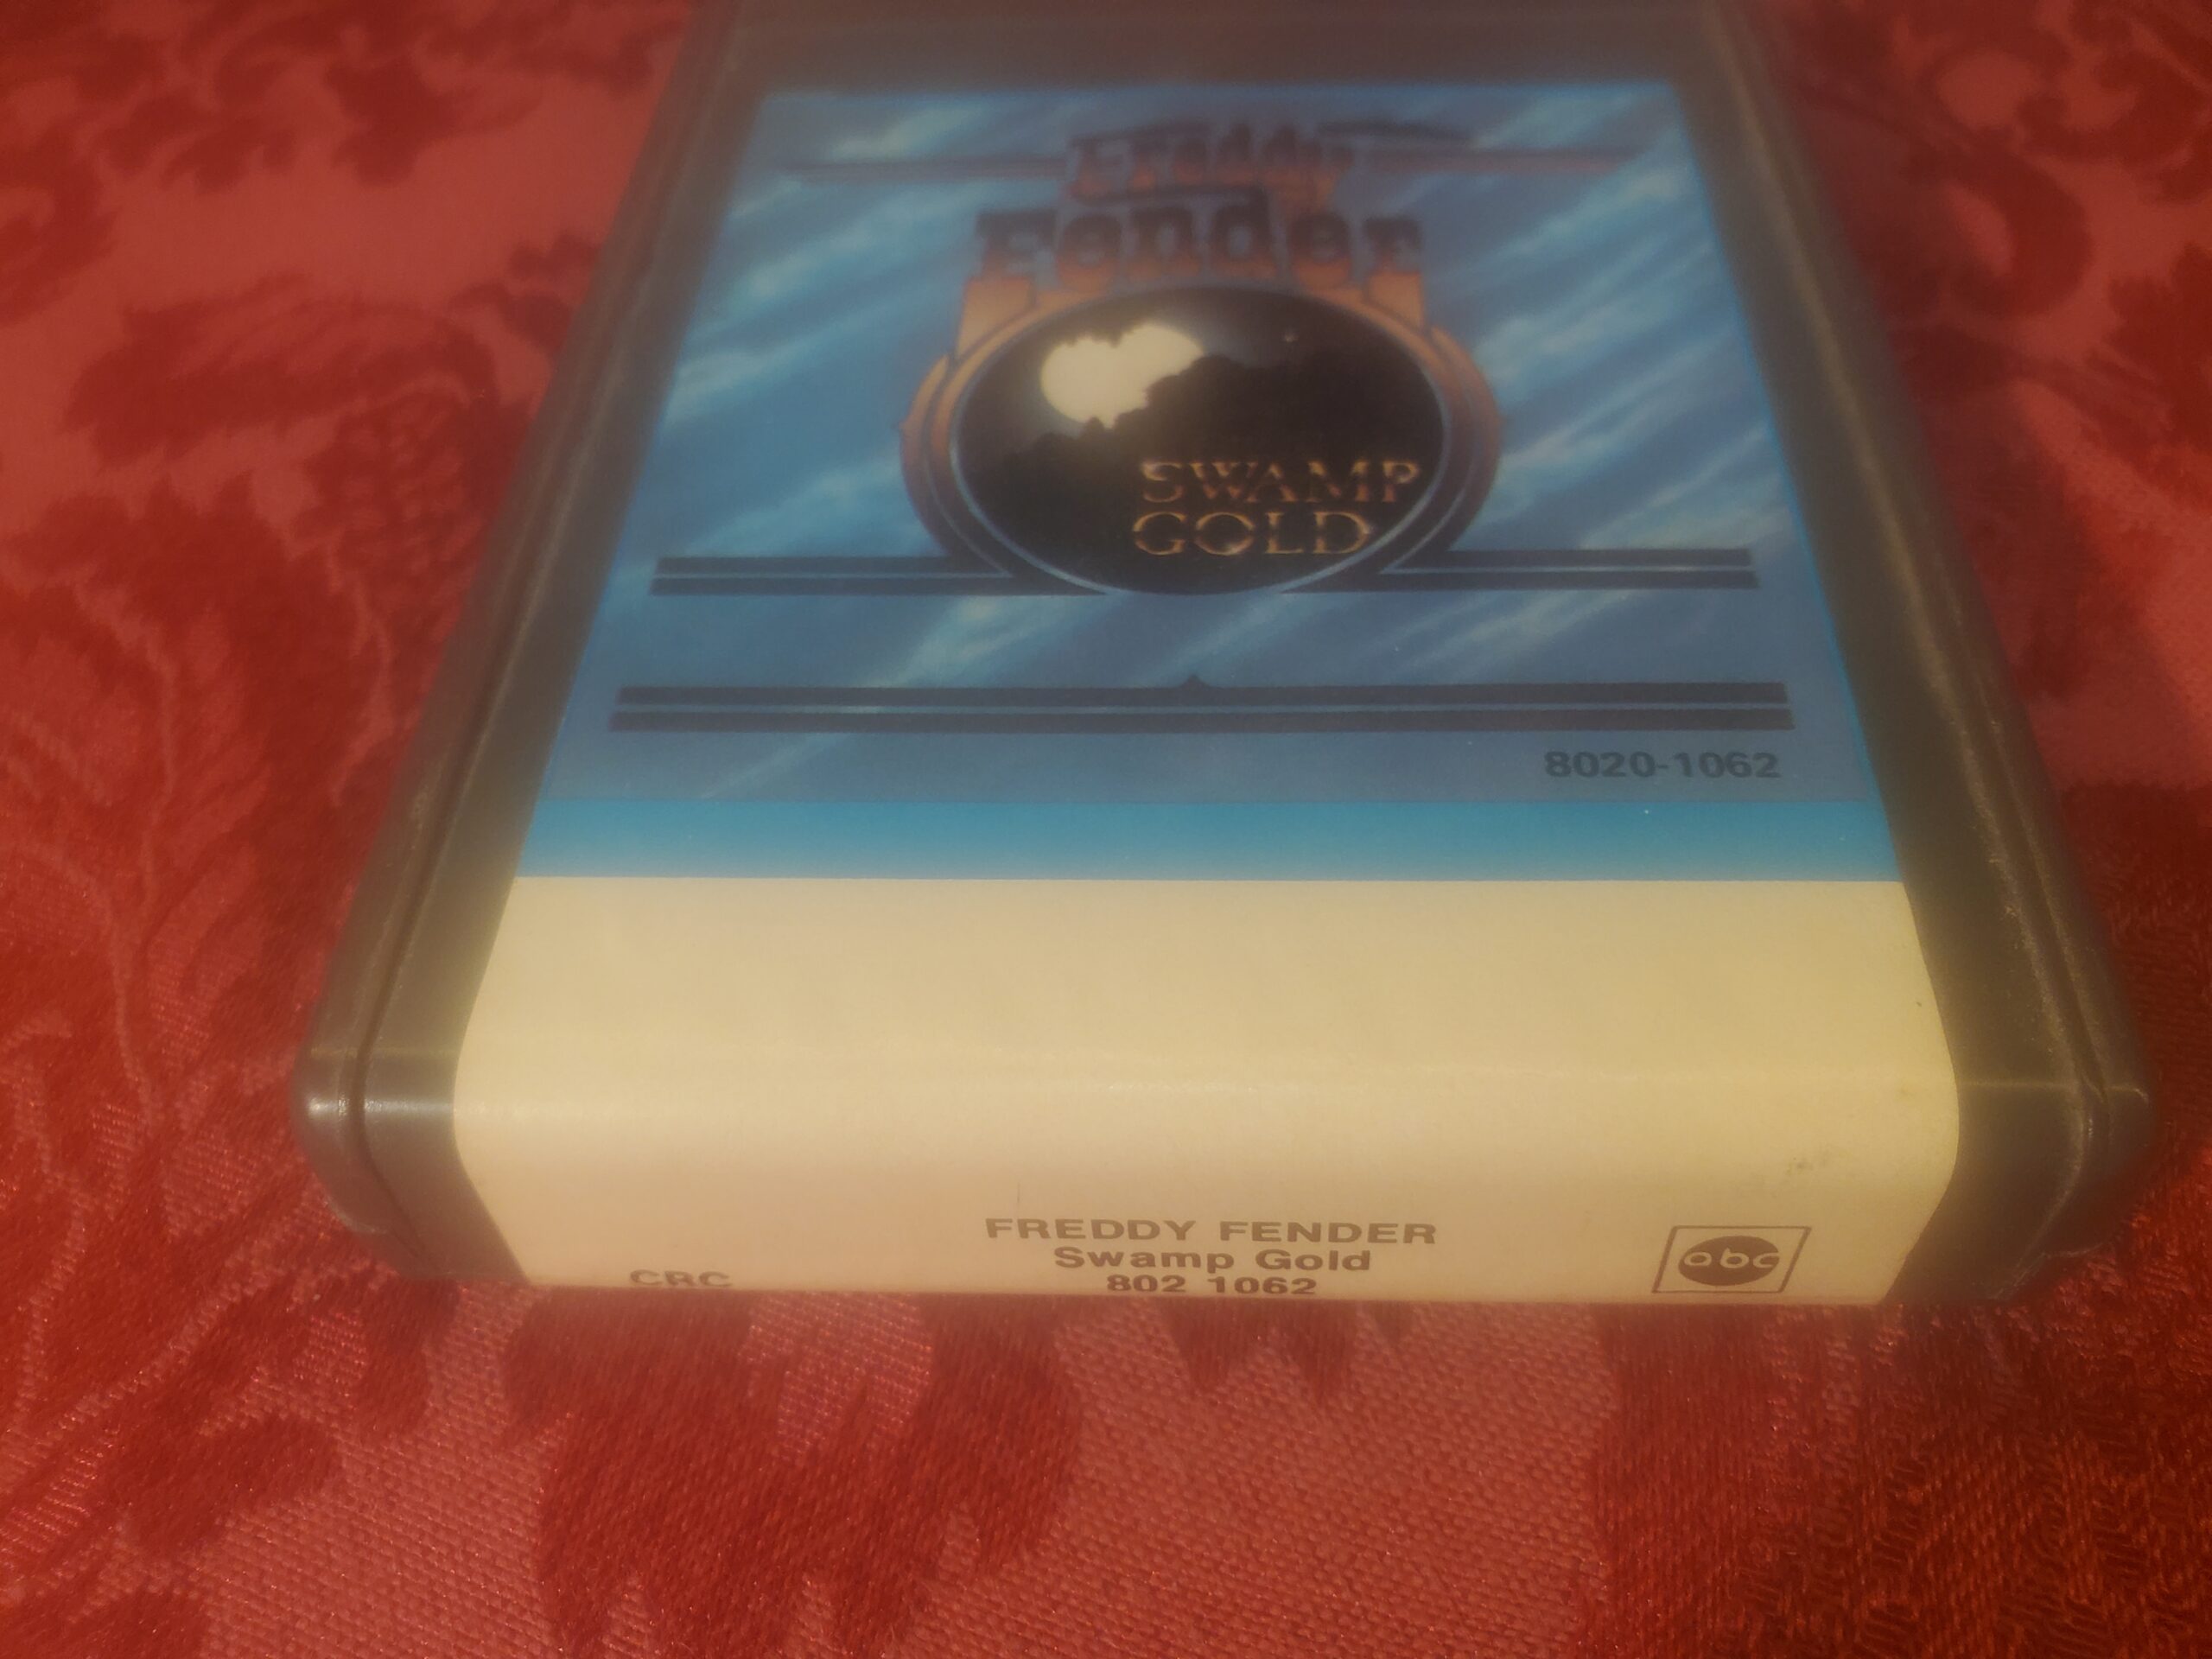 Freddy
Fender
SWAMP
GOLD
8020-1062
FREDDY FENDER
Swamp Gold
802 1062
CRC
abc